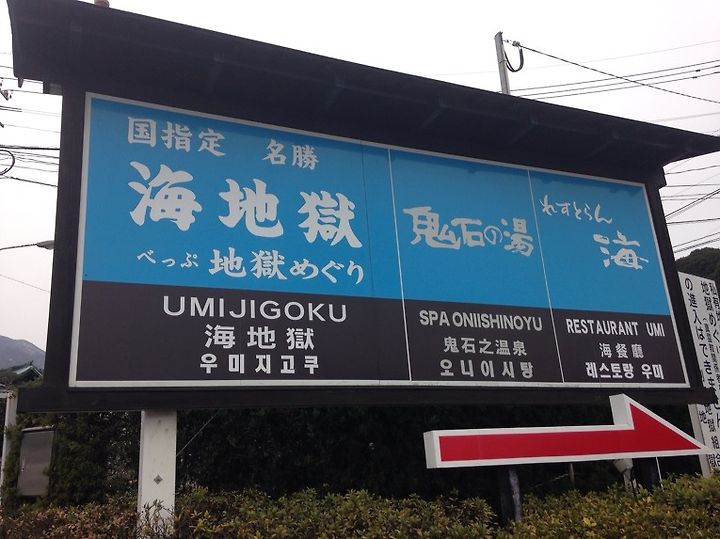 国指定 名勝
海地獄
べっぷ 地獄めぐり
UMIJIGOKU
海地獄
우미지고쿠
鬼石の湯
SPA ONIISHINOYU
鬼石之温泉
오니이시탕
れすとらん
海
RESTAURANT UMI
海餐廳
레스토랑 우미